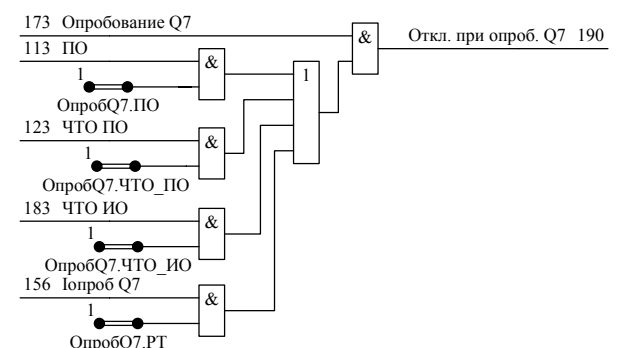 173 Опробование Q7
&
Откл. при опроб. Q7 190
113 ПО
&
1
1
ОпробQ7.ПО
123 ЧТО ПО
&
1
ОпробQ7.ЧТО_ПО
183 ЧТО ИО
&
1
ОпробQ7.ЧТО_ИО
156 Iопроб Q7
&
1
ОпробQ7.РТ